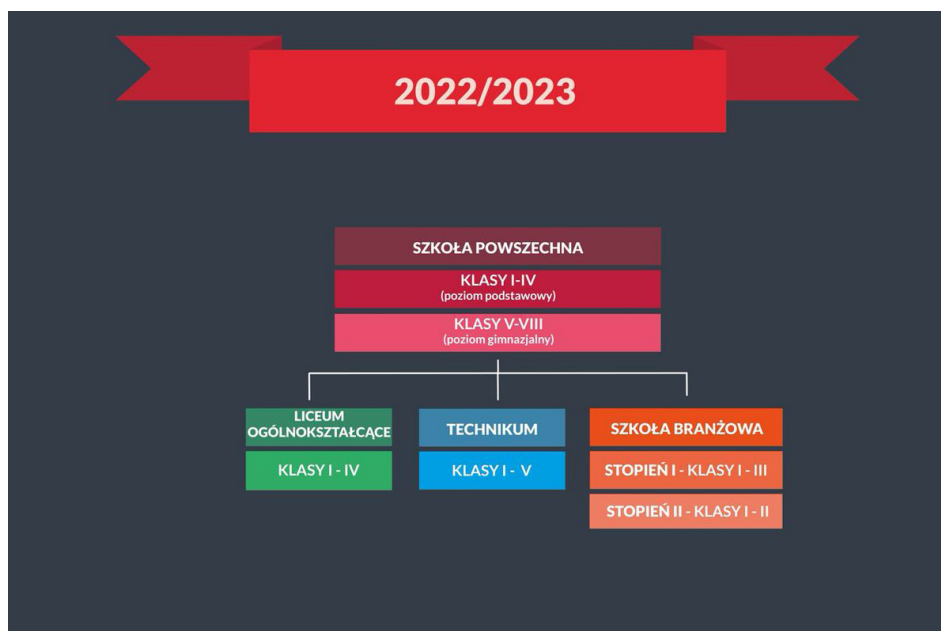 2022/2023
SZKOŁA POWSZECHNA
KLASY I-IV
(poziom podstawowy)
KLASY V-VIII
(poziom gimnazjalny)
LICEUM
OGÓLNOKSZTAŁCĄCE
KLASY I - IV
TECHNIKUM
KLASY I - V
SZKOŁA BRANŻOWA
STOPIEŃ I - KLASY I - III
STOPIEŃ II - KLASY I - II